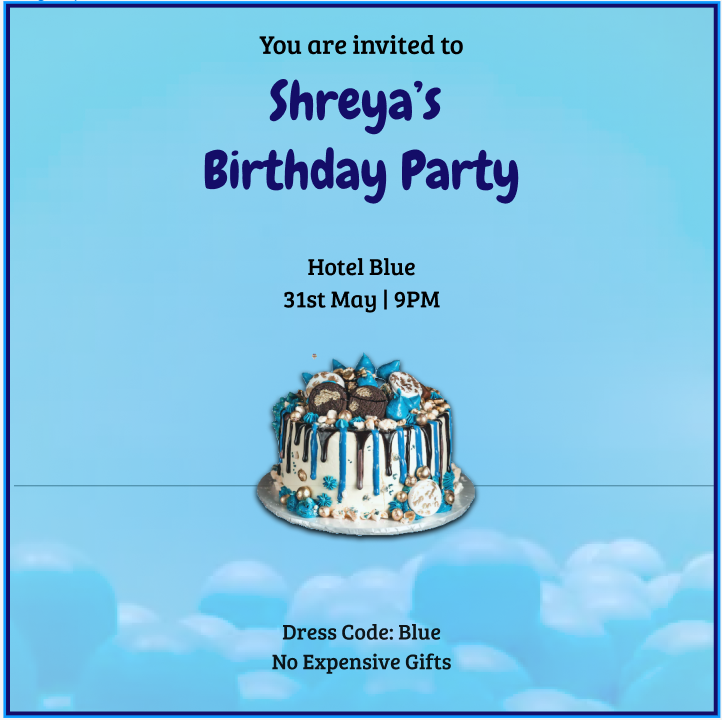 You are invited to
Shreya's
Birthday Party
Hotel Blue
31st May | 9PM
Dress Code: Blue
No Expensive Gifts